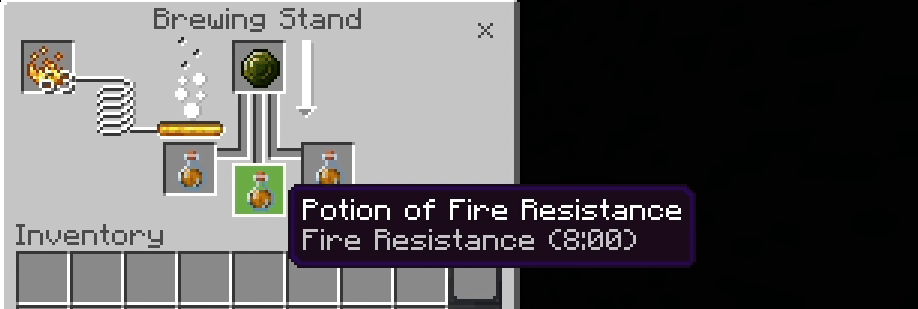 Brewing Stand
Potion of Fire Resistance
Fire Resistance (8:00)
Inventory